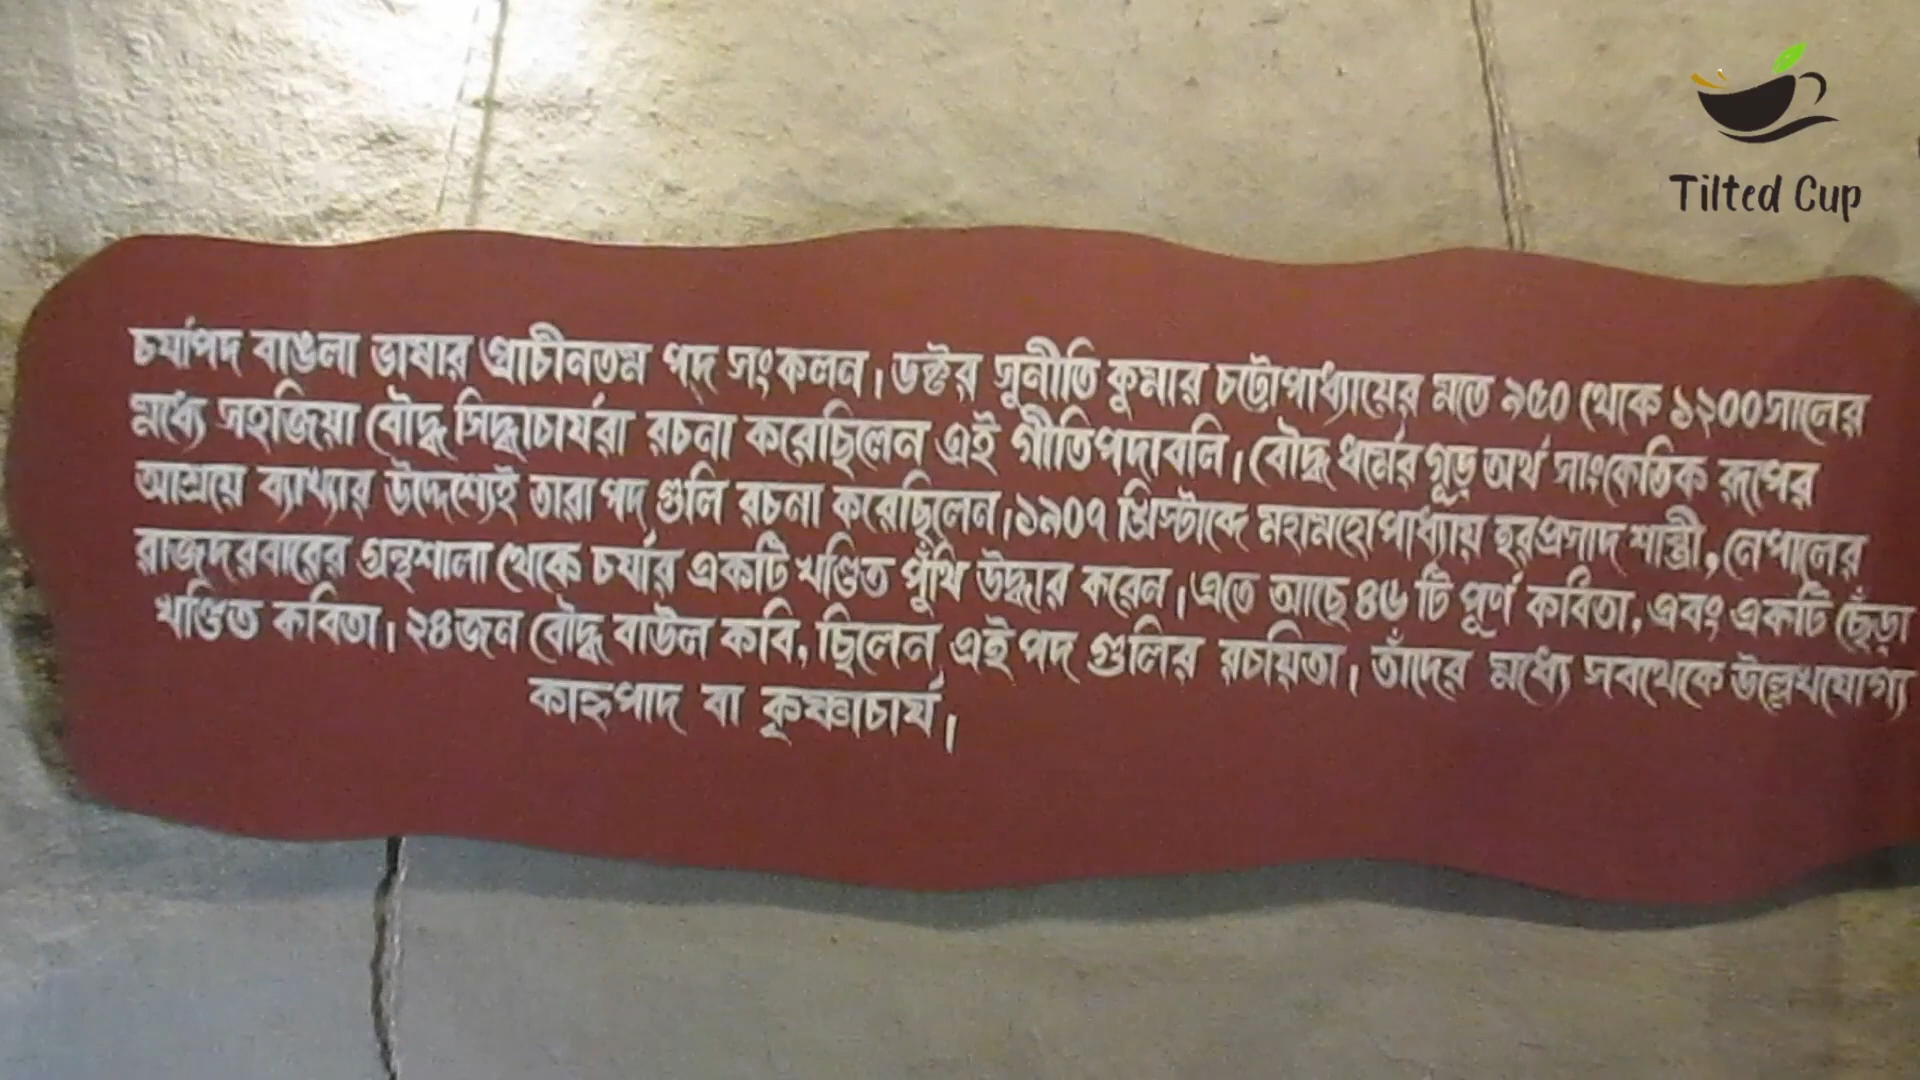 Tilted Cup
চর্যাপদ বাঙলা ভাষার প্রাচীনতম পদ সংকলন। ডক্টর সুনীতি কুমার চট্টোপাধ্যায়ের মতে ৯৫০ থেকে ১২০০সালের
মধ্যে সহজিয়া বৌদ্ধ সিদ্ধাচার্যরা রচনা করেছিলেন এই গীতিপদাবলি। বৌদ্ধ ধর্মের গূঢ় অর্থ সাংকেতিক রূপের
আশ্রয়ে ব্যাখ্যার উদ্দেশ্যেই তারা পদ গুলি রচনা করেছিলেন। ১৯০৭ খ্রিস্টাব্দে মহামহোপাধ্যায় হরপ্রসাদ শাস্ত্রী, নেপালের
রাজদরবারের গ্রন্থশালা থেকে চর্যার একটি খণ্ডিত পুঁথি উদ্ধার করেন। এতে আছে ৪৬ টি পূর্ণ কবিতা, এবং একটি ছেঁড়া
খণ্ডিত কবিতা। ২৪জন বৌদ্ধ বাউল কবি, ছিলেন এই পদ গুলির রচয়িতা। তাঁদের মধ্যে সবথেকে উল্লেখযোগ্য
কাহ্নপাদ বা কৃষ্ণাচার্য।